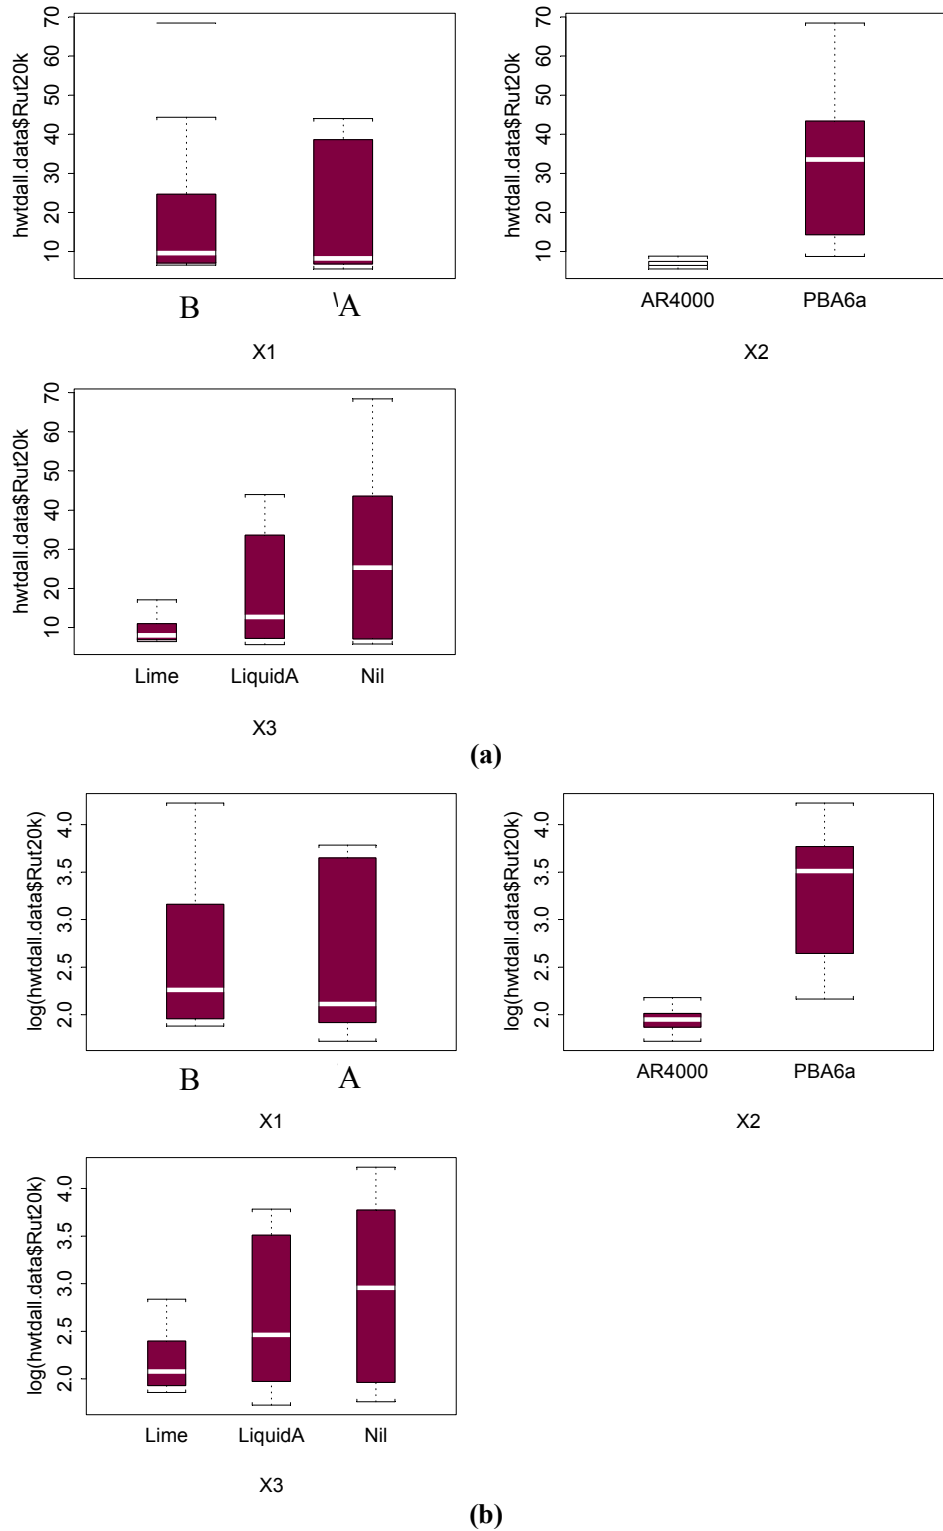 hwtdall.data$Rut20k
70
60
50
40
30
20
10
B
\A
X1
hwtdall.data$Rut20k
70
60
50
40
30
20
10
AR4000 PBA6a
X2
hwtdall.data$Rut20k
70
60
50
40
30
20
10
Lime LiquidA Nil
X3
(a)
log(hwtdall.data$Rut20k)
4.0
3.5
3.0
2.5
2.0
B A
X1
log(hwtdall.data$Rut20k)
4.0
3.5
3.0
2.5
2.0
AR4000 PBA6a
X2
log(hwtdall.data$Rut20k)
4.0
3.5
3.0
2.5
2.0
Lime LiquidA Nil
X3
(b)